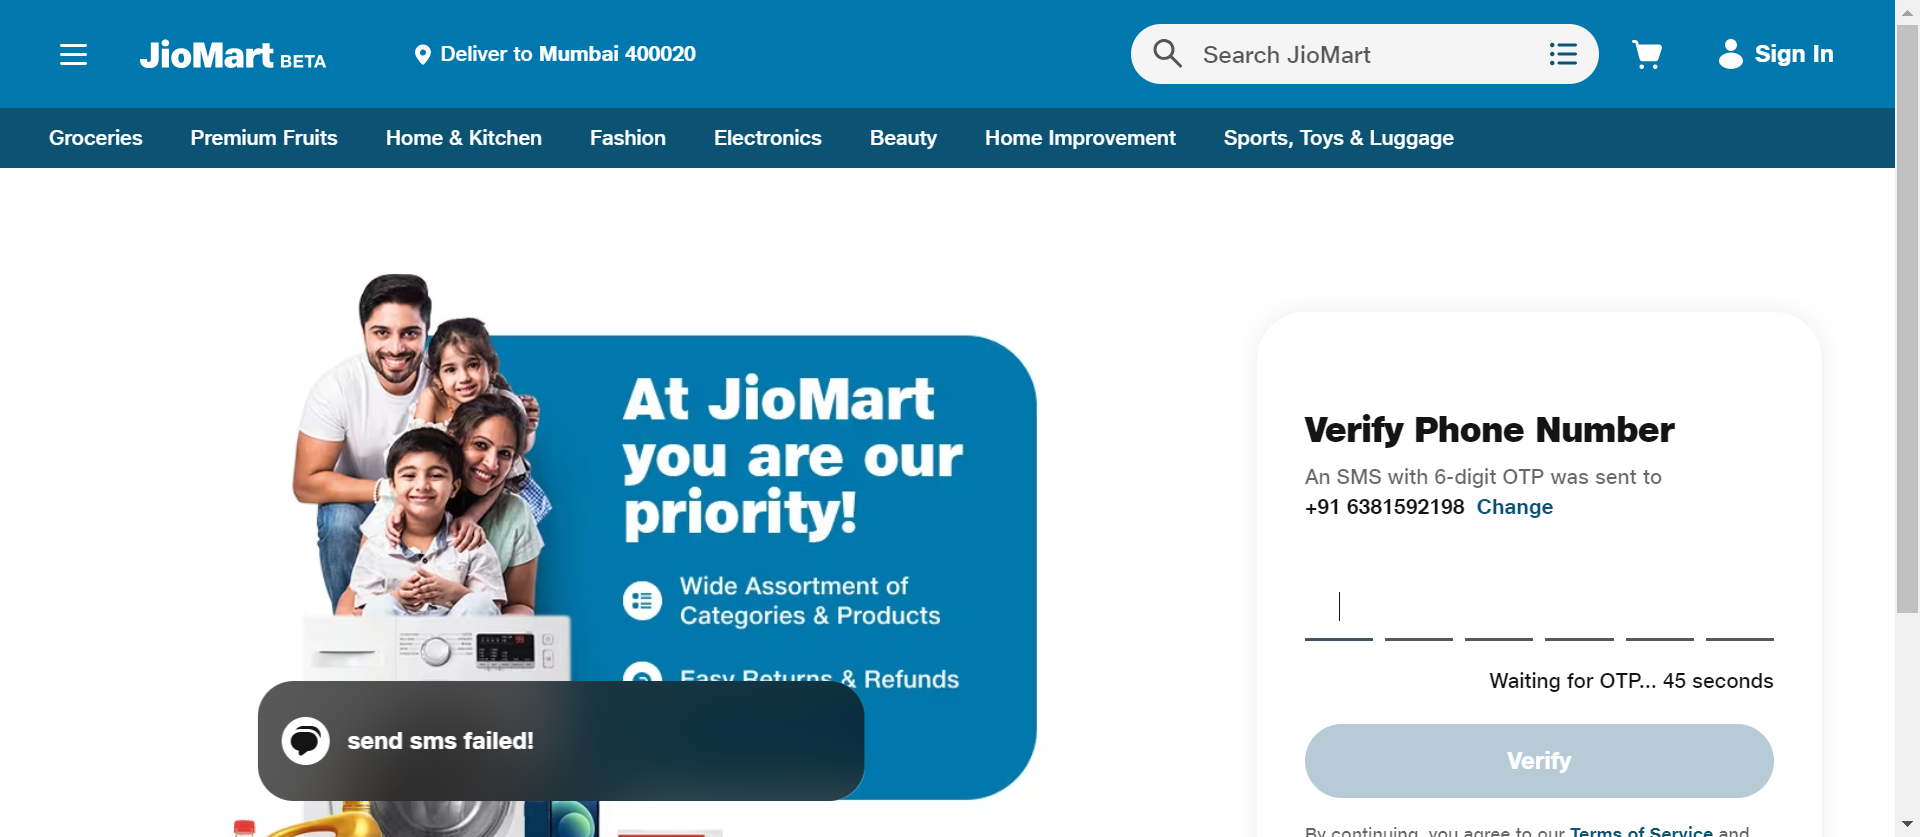 JioMart BETA
Deliver to Mumbai 400020
Search JioMart
Sign In
Groceries
Premium Fruits
Home & Kitchen
Fashion
Electronics
Beauty
Home Improvement
Sports, Toys & Luggage
At JioMart
you are our
priority!
Wide Assortment of
Categories & Products
Easy Returns & Refunds
send sms failed!
Verify Phone Number
An SMS with 6-digit OTP was sent to
+91 6381592198 Change
Waiting for OTP... 45 seconds
Verify
By continuing, you agree to our Terms of Service and